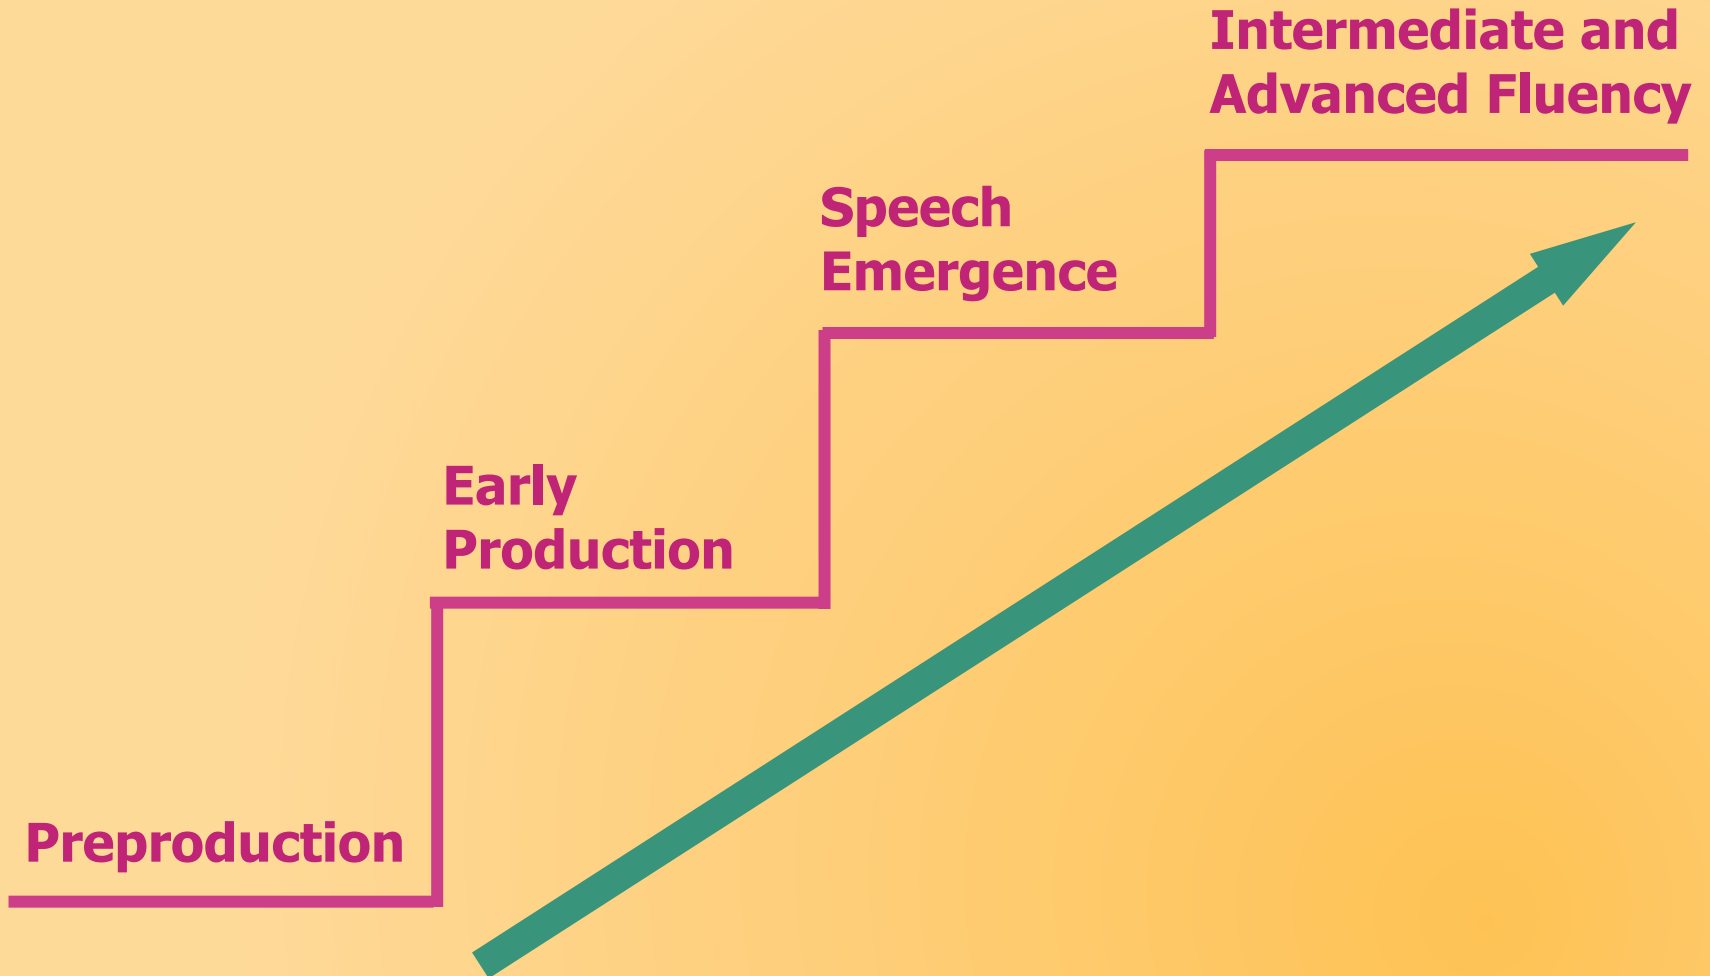 Intermediate and
Advanced Fluency
Speech
Emergence
Early
Production
Preproduction